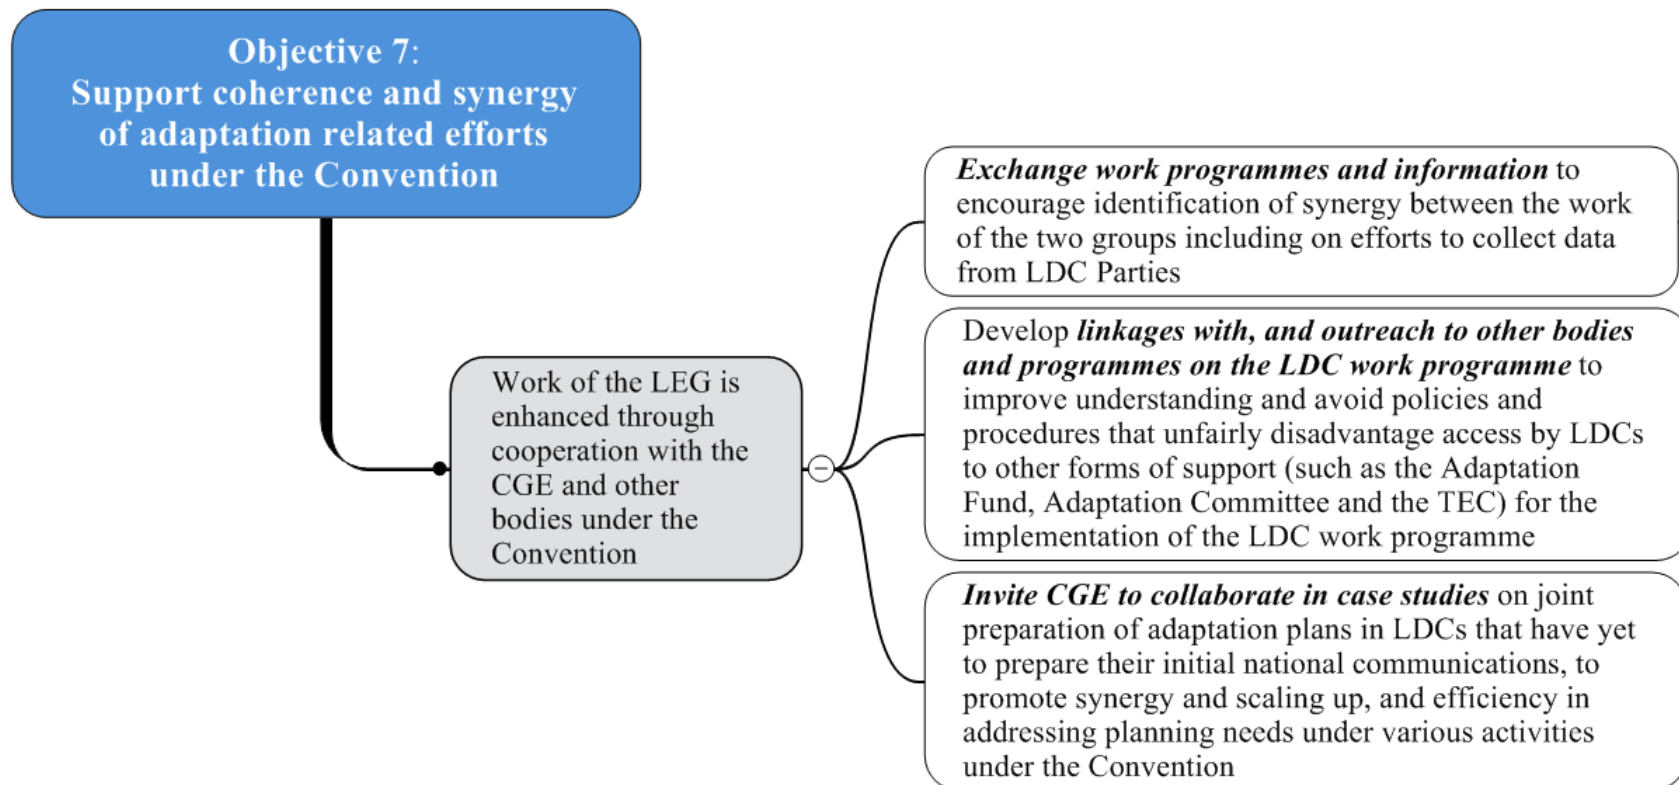 Objective 7:
Support coherence and synergy
of adaptation related efforts
under the Convention
Work of the LEG is
enhanced through
cooperation with the
CGE and other
bodies under the
Convention
Exchange work programmes and information to
encourage identification of synergy between the work
of the two groups including on efforts to collect data
from LDC Parties
Develop linkages with, and outreach to other bodies
and programmes on the LDC work programme to
improve understanding and avoid policies and
procedures that unfairly disadvantage access by LDCs
to other forms of support (such as the Adaptation
Fund, Adaptation Committee and the TEC) for the
implementation of the LDC work programme
Invite CGE to collaborate in case studies on joint
preparation of adaptation plans in LDCs that have yet
to prepare their initial national communications, to
promote synergy and scaling up, and efficiency in
addressing planning needs under various activities
under the Convention